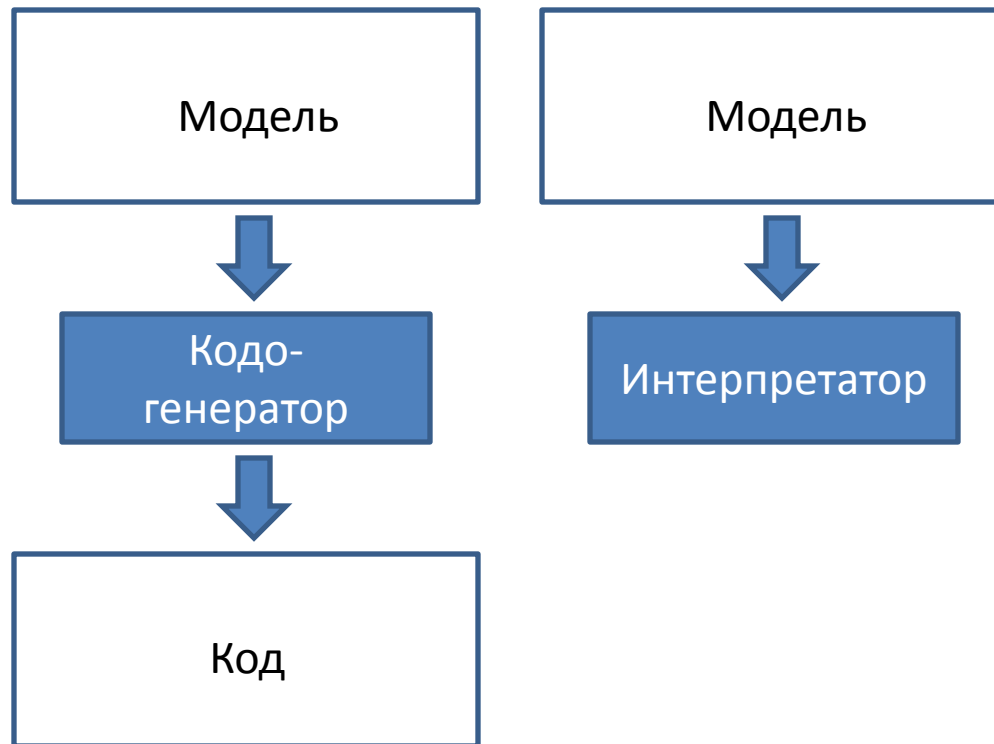 Модель
Модель
Кодо-
генератор
Интерпретатор
Код